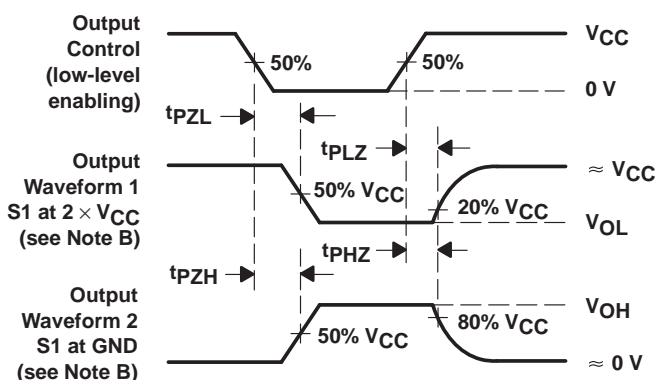 Output
Control
(low-level
enabling)
50%
50%
VCC
0 V
tPZL
tPLZ
Output
Waveform 1
S1 at 2 × VCC
(see Note B)
50% VCC
20% VCC
≈ VCC
VOL
tPZH
tPHZ
Output
Waveform 2
S1 at GND
(see Note B)
50% VCC
80% VCC
VOH
≈ 0 V